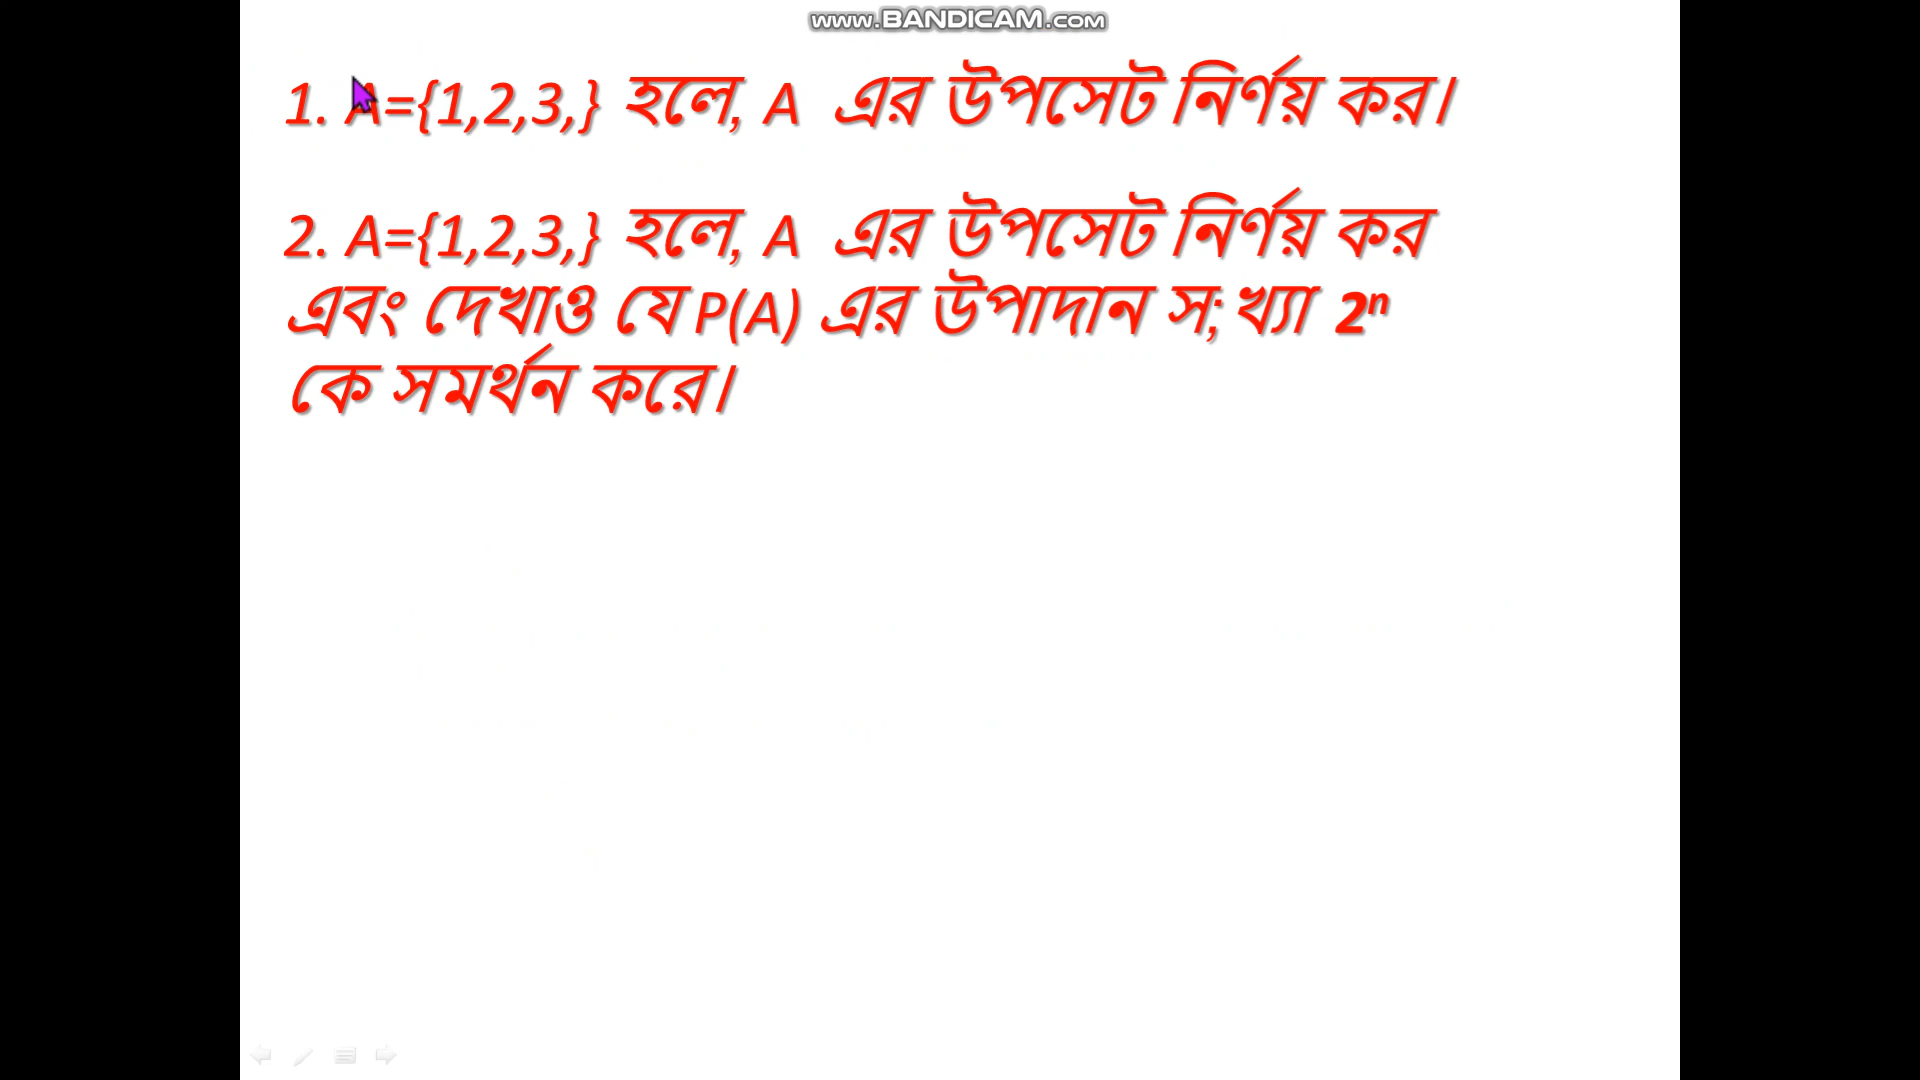 www.BANDICAM.com
1. A={1,2,3,} হলে, A এর উপসেট নির্ণয় কর।
2. A={1,2,3,} হলে, A এর উপসেট নির্ণয় কর
এবং দেখাও যে P(A) এর উপাদান স;খ্যা 2ⁿ
কে সমর্থন করে।